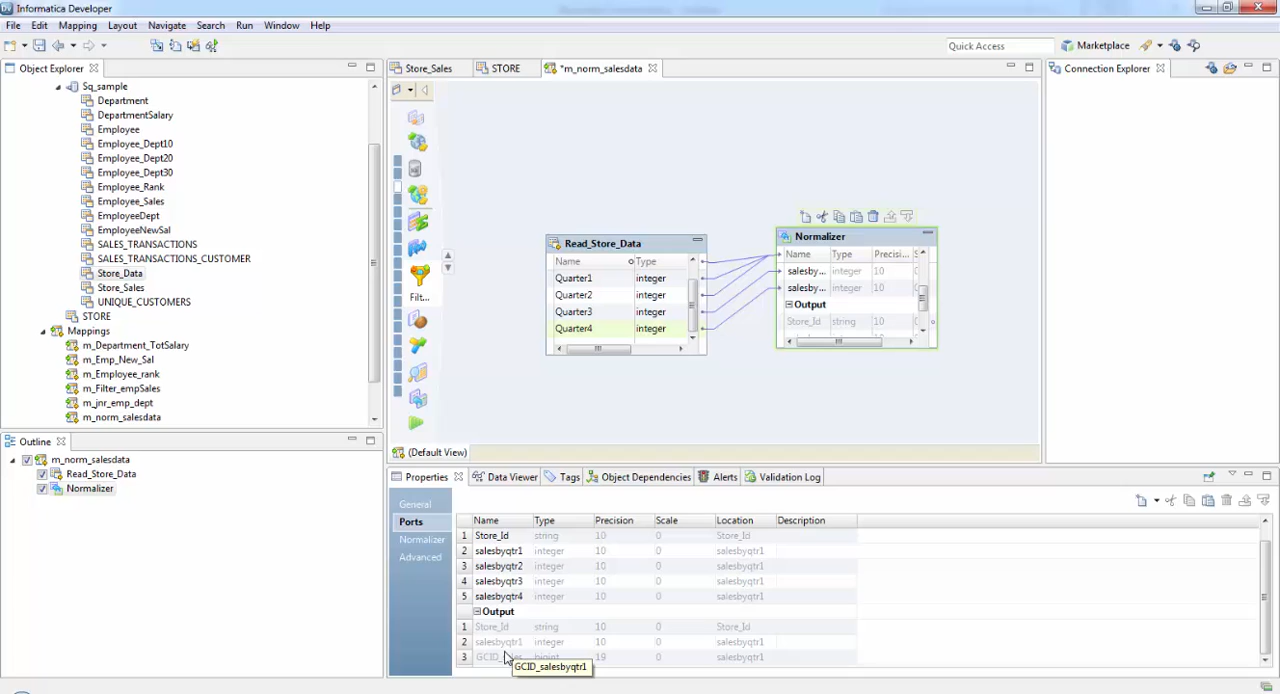 Informatica Developer
File Edit Mapping Layout Navigate Search Run Window Help
Quick Access Marketplace
Object Explorer
Sq_sample
Department
DepartmentSalary
Employee
Employee_Dept10
Employee_Dept20
Employee_Dept30
Employee_Rank
Employee_Sales
EmployeeDept
EmployeeNewSal
SALES_TRANSACTIONS
SALES_TRANSACTIONS_CUSTOMER
Store_Data
Store_Sales
UNIQUE_CUSTOMERS
STORE
Mappings
m_Department_TotSalary
m_Emp_New_Sal
m_Employee_rank
m_Filter_empSales
m_jnr_emp_dept
m_norm_salesdata
Outline
m_norm_salesdata
Read_Store_Data
Normalizer
Store_Sales STORE *m_norm_salesdata
Filt...
Read_Store_Data
Name Type
Quarter1 integer
Quarter2 integer
Quarter3 integer
Quarter4 integer
Normalizer
Name Type Precisi... S
salesby... integer 10 0
salesby... integer 10 0
Output
Store_Id string 10
(Default View)
Connection Explorer
Properties Data Viewer Tags Object Dependencies Alerts Validation Log
General
Ports
Normalizer
Advanced
Name Type Precision Scale Location Description
1 Store_Id string 10 0 Store_Id
2 salesbyqtr1 integer 10 0 salesbyqtr1
3 salesbyqtr2 integer 10 0 salesbyqtr1
4 salesbyqtr3 integer 10 0 salesbyqtr1
5 salesbyqtr4 integer 10 0 salesbyqtr1
Output
1 Store_Id string 10 0 Store_Id
2 salesbyqtr1 integer 10 0 salesbyqtr1
3 bigint 19 0 salesbyqtr1
GCID_salesbyqtr1